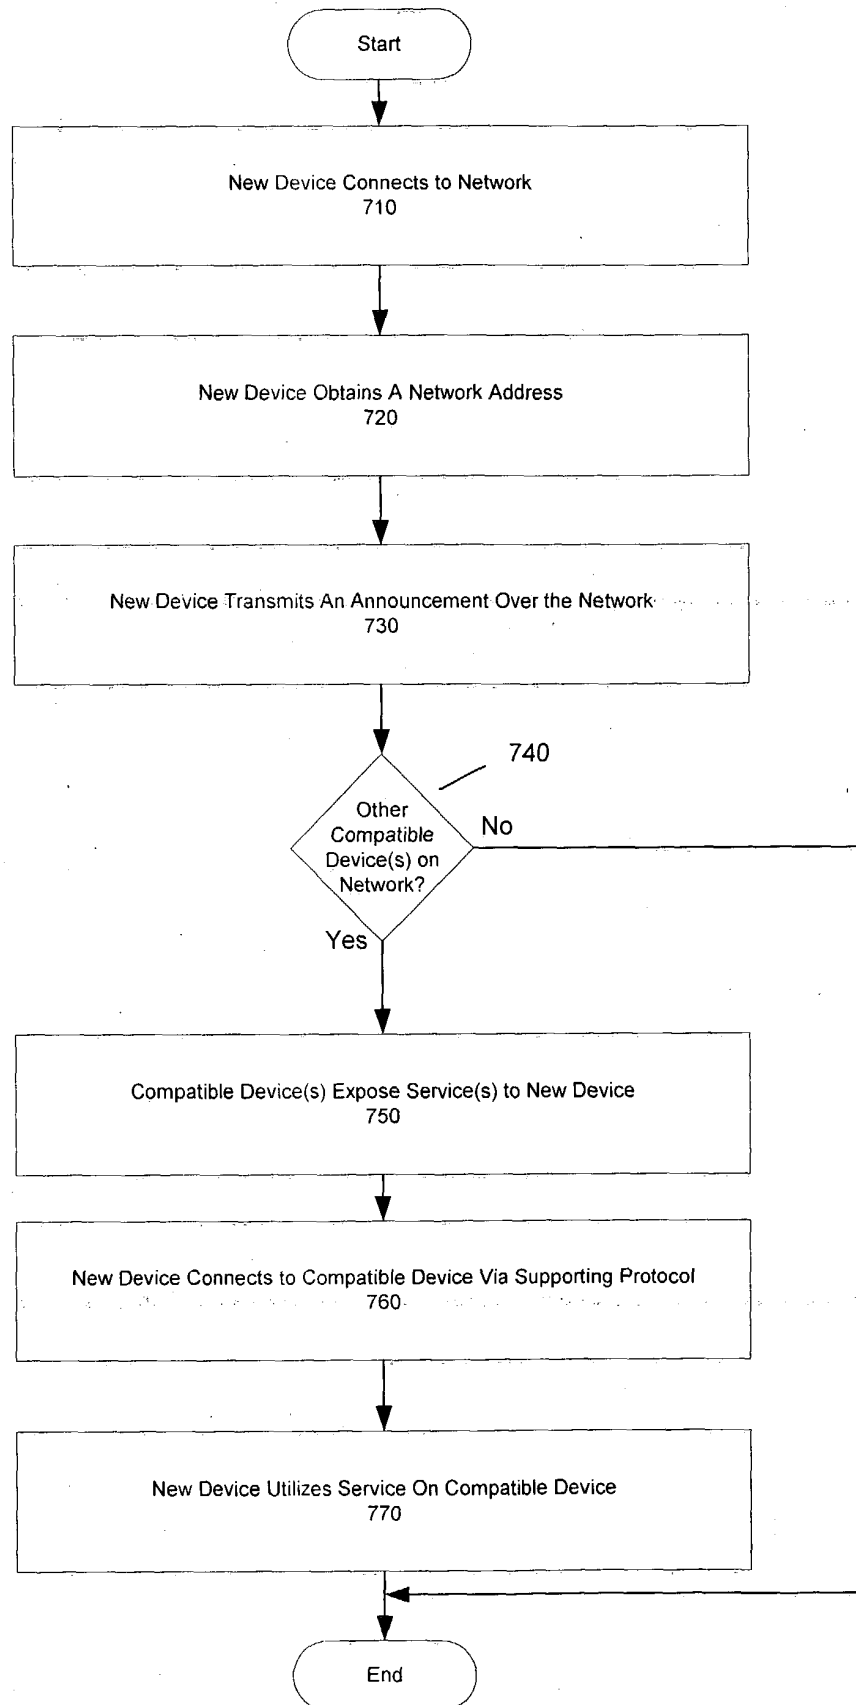 Start
New Device Connects to Network
710
New Device Obtains A Network Address
720
New Device Transmits An Announcement Over the Network
730
740
Other
Compatible
Device(s) on
Network?
No
Yes
Compatible Device(s) Expose Service(s) to New Device
750
New Device Connects to Compatible Device Via Supporting Protocol
760
New Device Utilizes Service On Compatible Device
770
End